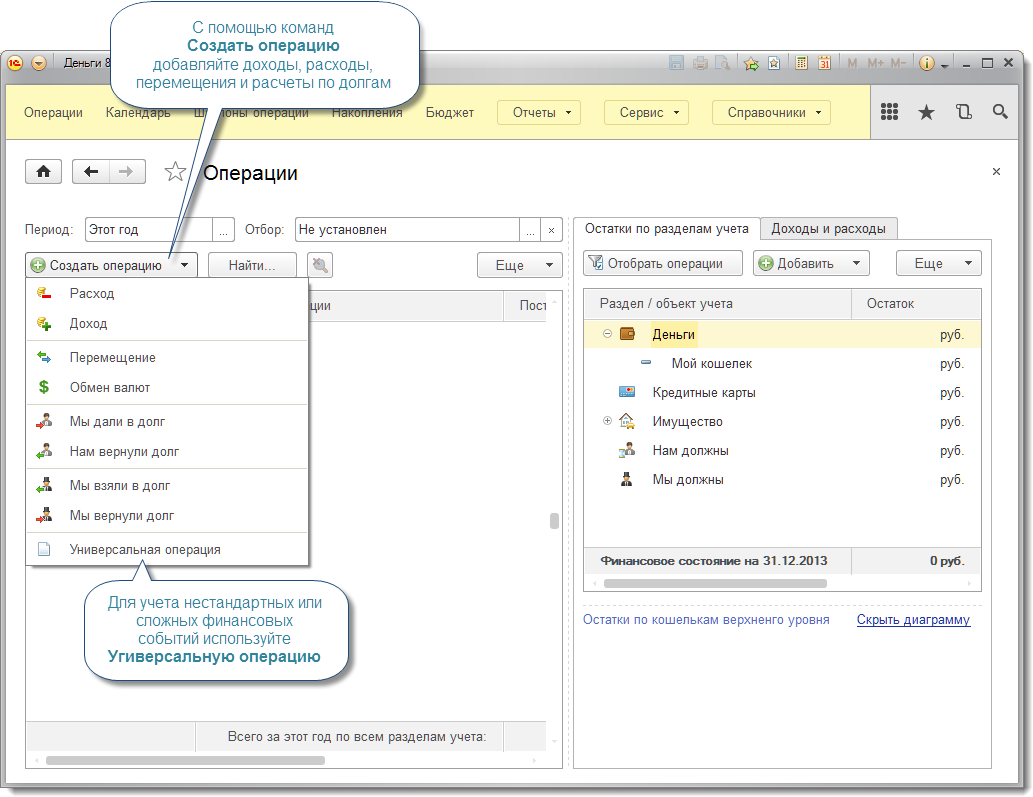 С помощью команд
Создать операцию
добавляйте доходы, расходы,
перемещения и расчеты по долгам
Деньги 8
M M+ M-
31
Операции Календарь операции Накопления Бюджет Отчеты Сервис Справочники
Операции
Период: Этот год ... Отбор: Не установлен ... ×
Создать операцию Найти... Еще
Расход
Доход
Перемещение
Обмен валют
Мы дали в долг
Нам вернули долг
Мы взяли в долг
Мы вернули долг
Универсальная операция
ции Пост
Для учета нестандартных или
сложных финансовых
событий используйте
Угиверсальную операцию
Всего за этот год по всем разделам учета:
Остатки по разделам учета Доходы и расходы
Отобрать операции Добавить Еще
Раздел / объект учета Остаток
Деньги руб.
Мой кошелек руб.
Кредитные карты руб.
Имущество руб.
Нам должны руб.
Мы должны руб.
Финансовое состояние на 31.12.2013 0 руб.
Остатки по кошелькам верхненго уровня Скрыть диаграмму